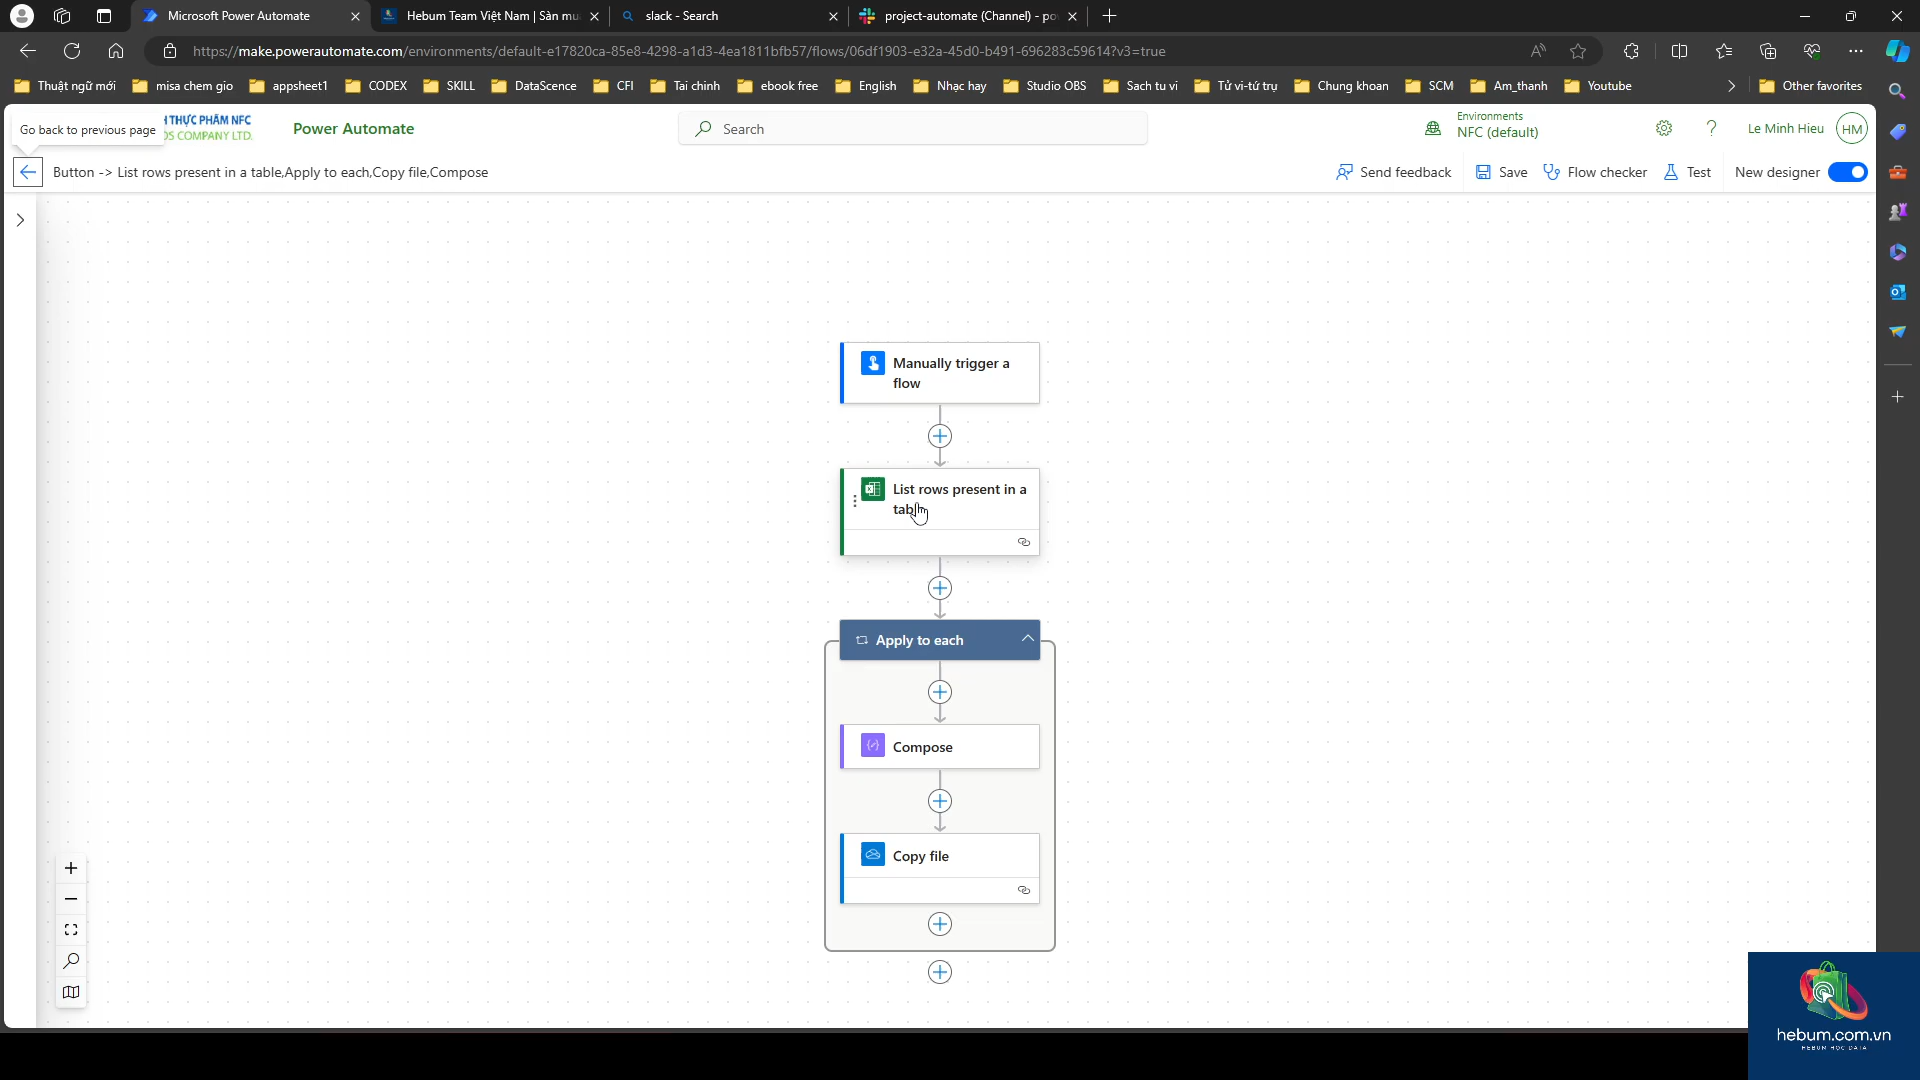 Microsoft Power Automate
Hebum Team Việt Nam | Sàn mu
slack - Search
project-automate (Channel) - po
https://make.powerautomate.com/environments/default-e17820ca-85e8-4298-a1d3-4ea1811bfb57/flows/06df1903-e32a-45d0-b491-696283c59614?v3=true
Thuật ngữ mới
misa chem gio
appsheet1
CODEX
SKILL
DataScence
CFI
Tai chinh
ebook free
English
Nhạc hay
Studio OBS
Sach tu vi
Tử vi-tứ trụ
Chung khoan
SCM
Am_thanh
Youtube
Other favorites
Go back to previous page
H THỰC PHẨM NFC
DS COMPANY LTD.
Power Automate
Search
Environments
NFC (default)
?
Le Minh Hieu
HM
Button -> List rows present in a table,Apply to each,Copy file,Compose
Send feedback
Save
Flow checker
Test
New designer
Manually trigger a
flow
List rows present in a
table
Apply to each
Compose
Copy file
hebum.com.vn
HEBUM HOC DATA